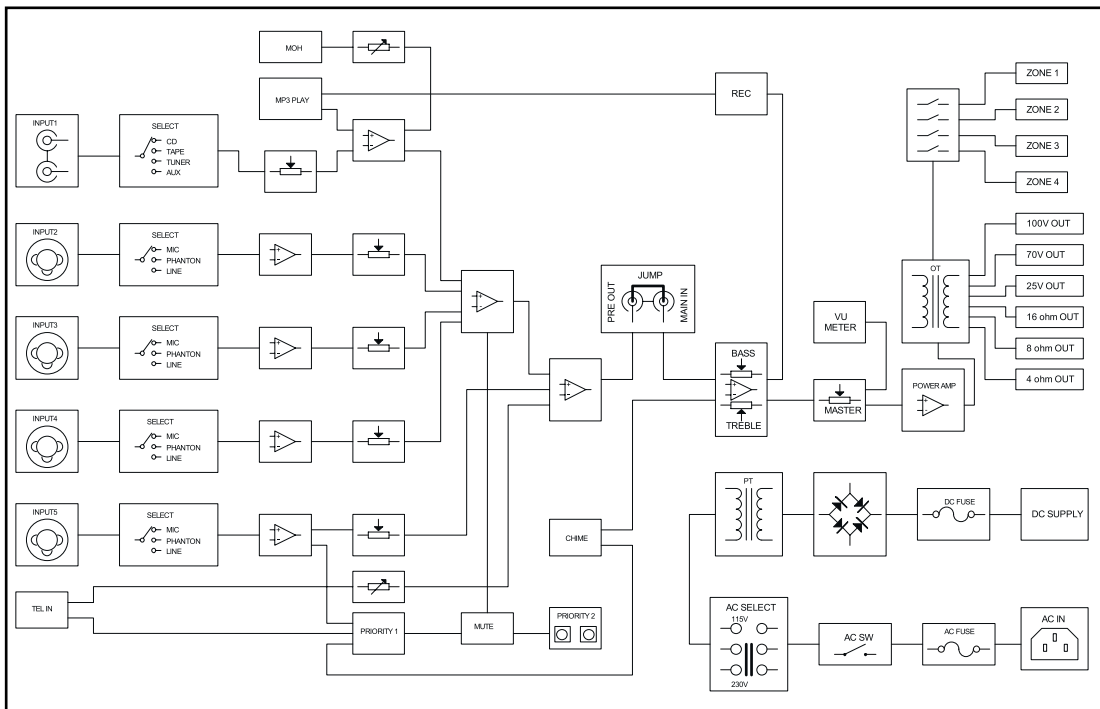 MOH
MP3 PLAY
REC
ZONE 1
ZONE 2
ZONE 3
ZONE 4
INPUT1
SELECT
CD
TAPE
TUNER
AUX
INPUT2
SELECT
MIC
PHANTON
LINE
100V OUT
70V OUT
25V OUT
16 ohm OUT
8 ohm OUT
4 ohm OUT
OT
JUMP
PRE OUT
MAIN IN
VU
METER
INPUT3
SELECT
MIC
PHANTON
LINE
BASS
TREBLE
MASTER
POWER AMP
INPUT4
SELECT
MIC
PHANTON
LINE
INPUT5
SELECT
MIC
PHANTON
LINE
CHIME
PT
DC FUSE
DC SUPPLY
TEL IN
PRIORITY 1
MUTE
PRIORITY 2
AC SELECT
115V
230V
AC SW
AC FUSE
AC IN